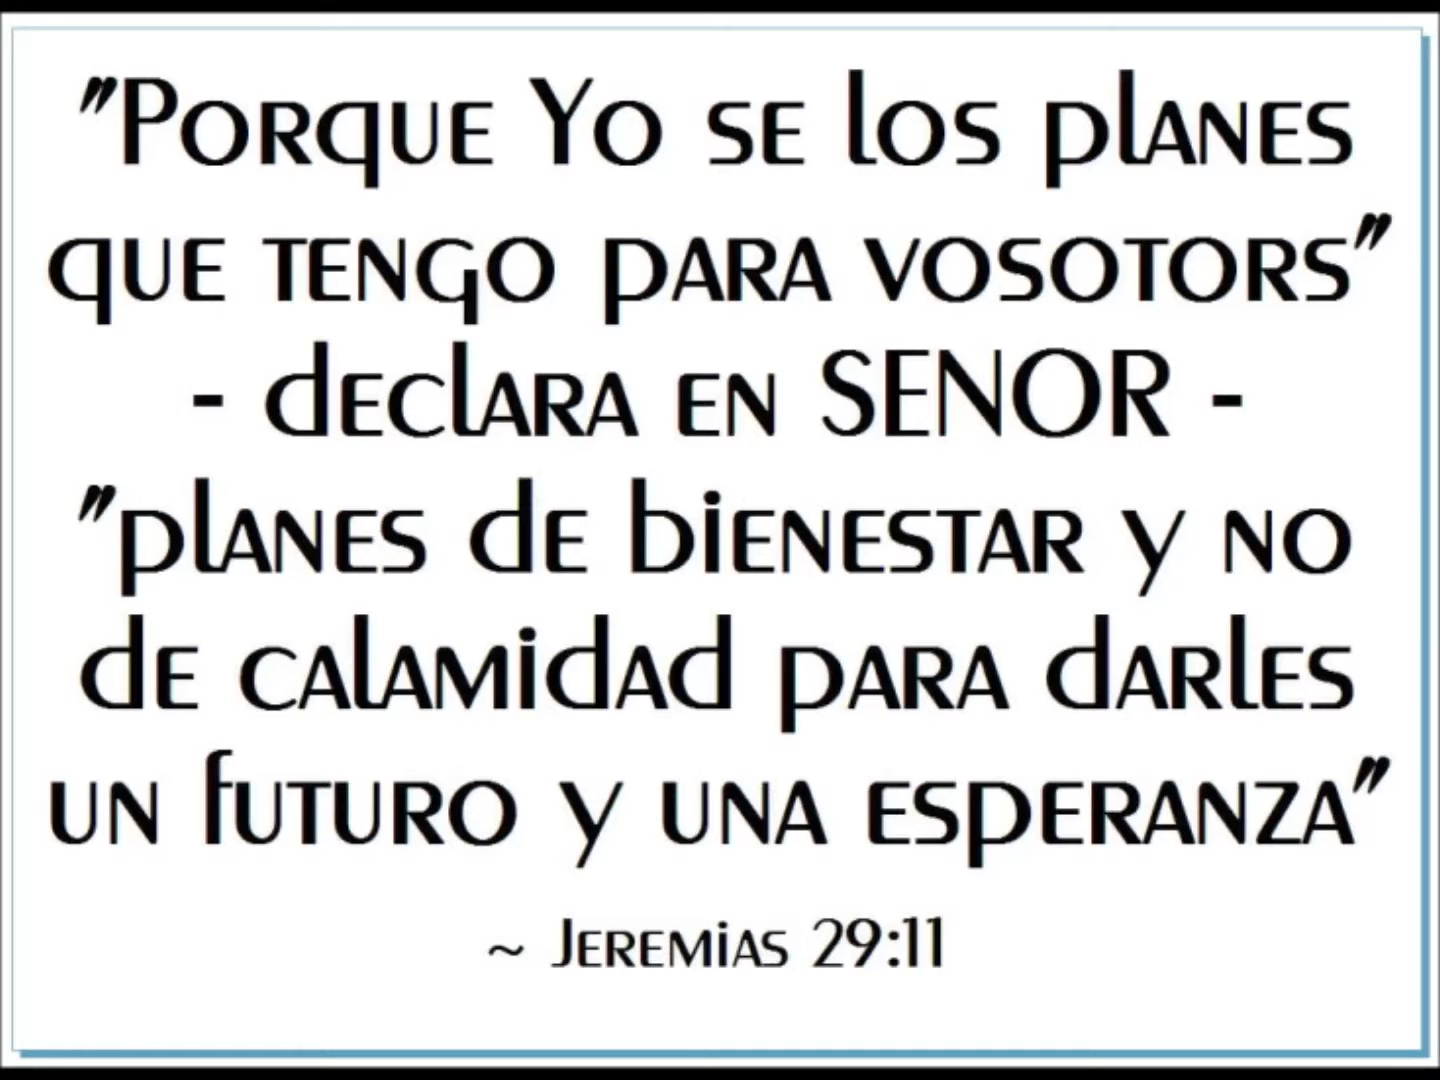 "Porque Yo se los planes
que tengo para vosotors"
- declara en SENOR -
"planes de bienestar y no
de calamidad para darles
un futuro y una esperanza"
~ Jeremias 29:11